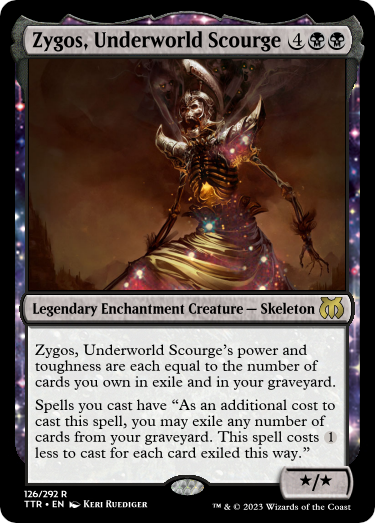 Zygos, Underworld Scourge 4
Legendary Enchantment Creature — Skeleton
Zygos, Underworld Scourge’s power and
toughness are each equal to the number of
cards you own in exile and in your graveyard.
Spells you cast have “As an additional cost to
cast this spell, you may exile any number of
cards from your graveyard. This spell costs 1
less to cast for each card exiled this way.”
★/★
126/292 R
TTR • EN Keri Ruediger ™ & © 2023 Wizards of the Coast